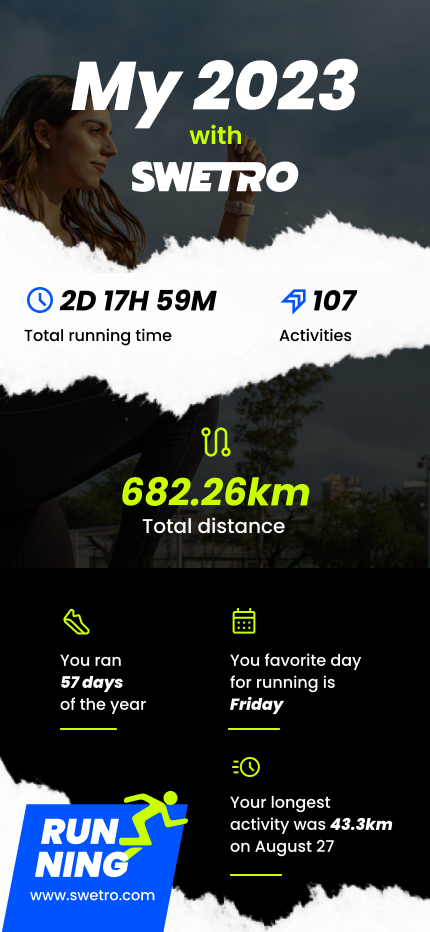 My 2023
with
SWETRO
2D 17H 59M
Total running time
107
Activities
682.26km
Total distance
You ran
57 days
of the year
You favorite day
for running is
Friday
Your longest
activity was 43.3km
on August 27
RUN
NING
www.swetro.com